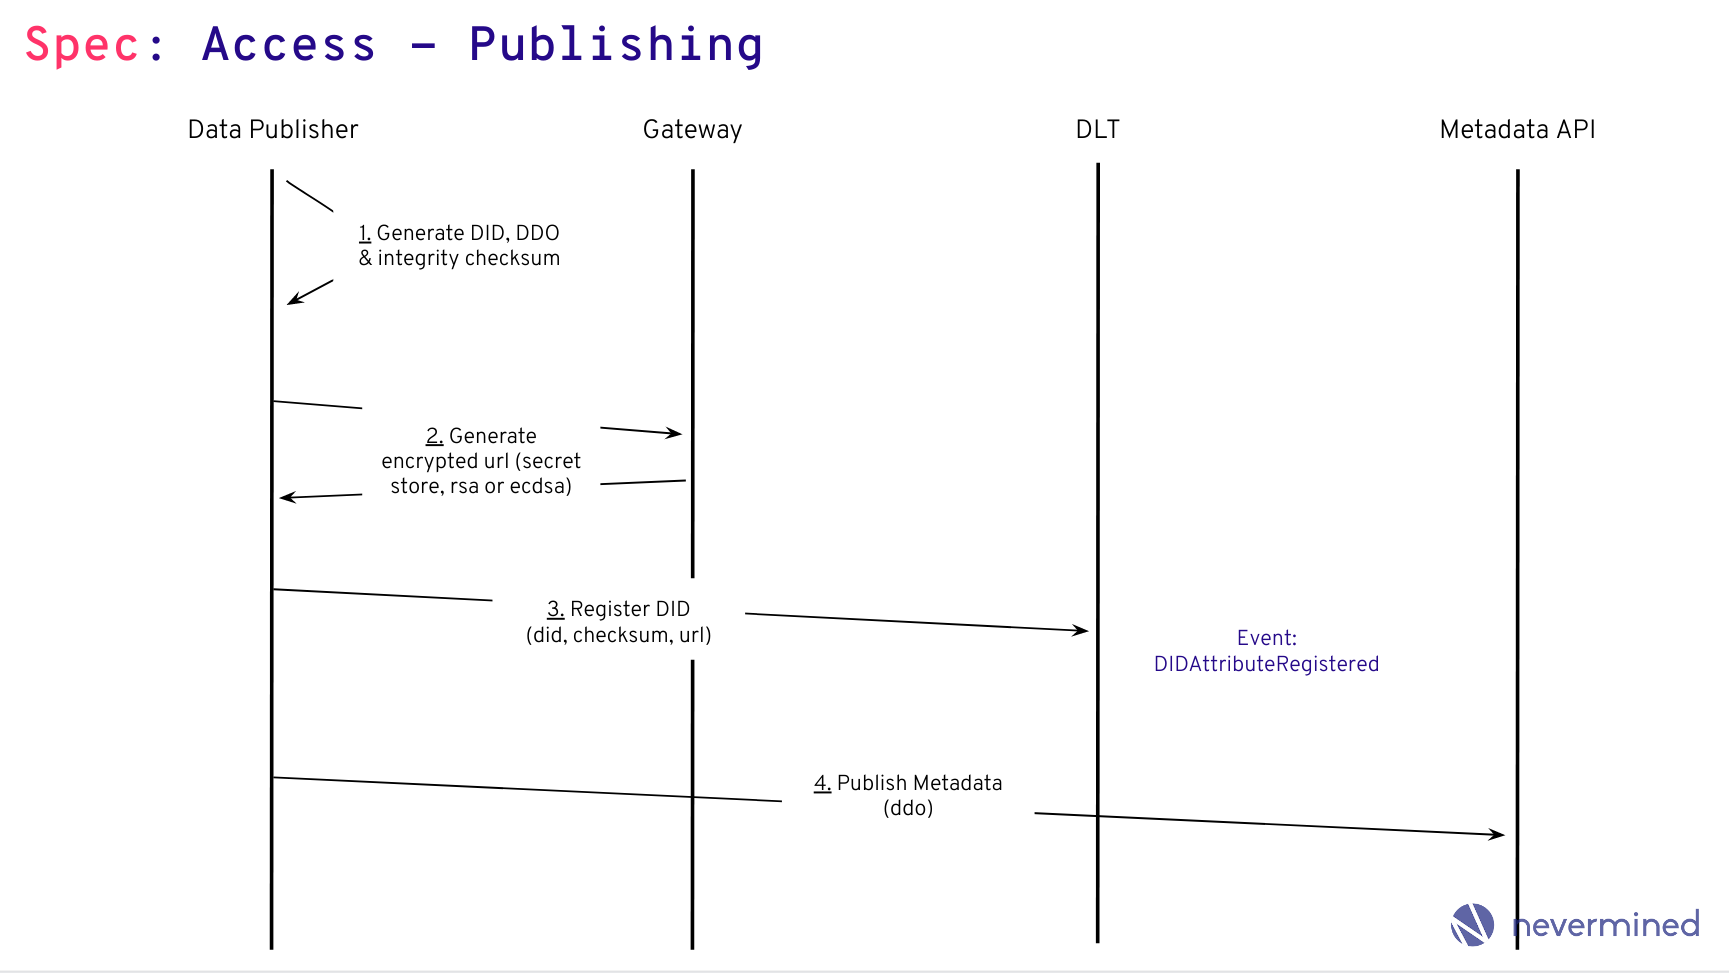 Spec: Access - Publishing
Data Publisher
Gateway
DLT
Metadata API
1. Generate DID, DDO
& integrity checksum
2. Generate
encrypted url (secret
store, rsa or ecdsa)
3. Register DID
(did, checksum, url)
Event:
DIDAttributeRegistered
4. Publish Metadata
(ddo)
nevermined